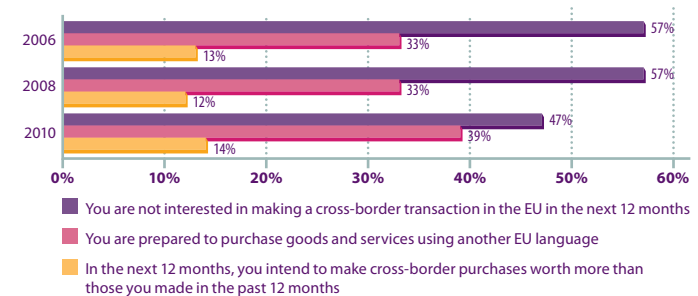 57%
2006
33%
13%
57%
2008
33%
12%
47%
2010
39%
14%
0% 10% 20% 30% 40% 50% 60%
You are not interested in making a cross-border transaction in the EU in the next 12 months
You are prepared to purchase goods and services using another EU language
In the next 12 months, you intend to make cross-border purchases worth more than
those you made in the past 12 months